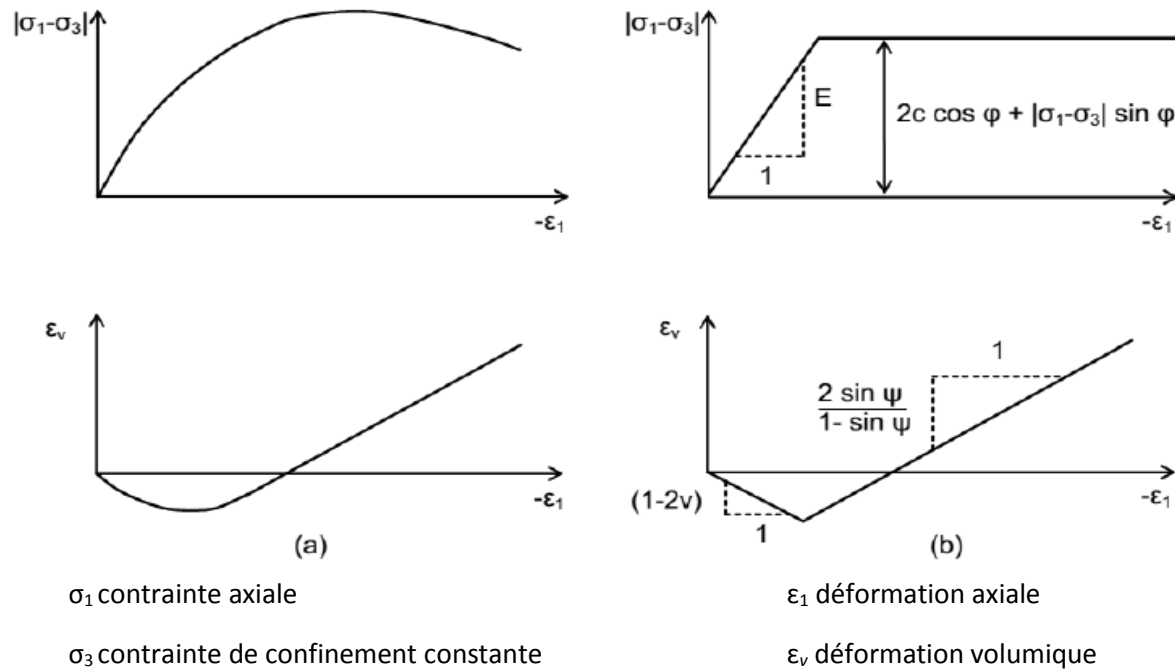 |σ₁-σ₃|
-ε₁
|σ₁-σ₃|
E
1
2c cos φ + |σ₁-σ₃| sin φ
-ε₁
εᵥ
-ε₁
(a)
εᵥ
1
2 sin ψ
1- sin ψ
(1-2ν)
1
-ε₁
(b)
σ₁ contrainte axiale
ε₁ déformation axiale
σ₃ contrainte de confinement constante
εᵥ déformation volumique